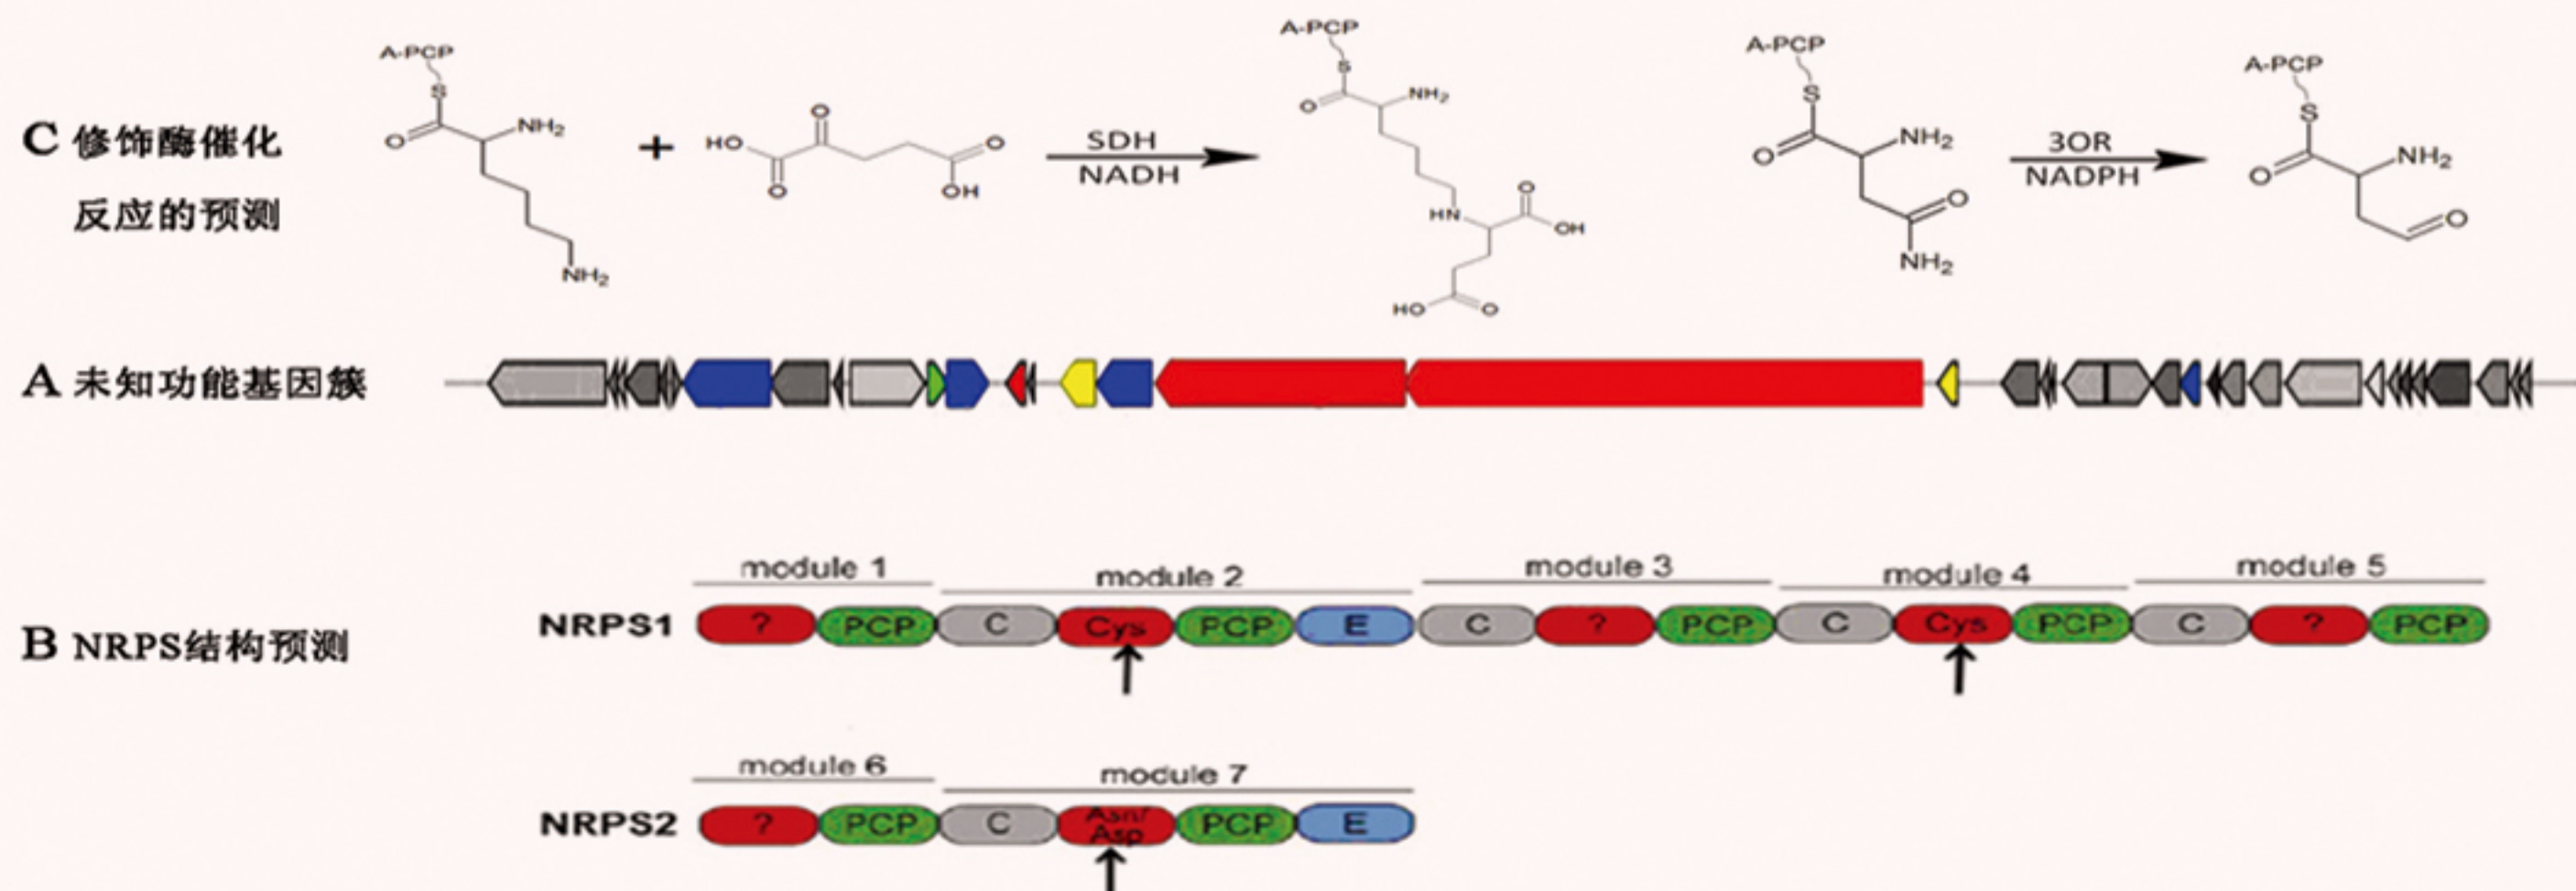 C 修饰酶催化
反应的预测
A-PCP
S
O
NH2
NH2
+
HO
O
O
O
OH
SDH
NADH
A-PCP
S
O
NH2
HN
O
OH
HO
O
A-PCP
S
O
NH2
O
NH2
3OR
NADPH
A-PCP
S
O
NH2
O
A 未知功能基因簇
B NRPS结构预测
module 1 module 2 module 3 module 4 module 5
NRPS1 ? PCP C Cys PCP E C ? PCP C Cys PCP C ? PCP
module 6 module 7
NRPS2 ? PCP C Asn/ Asp PCP E